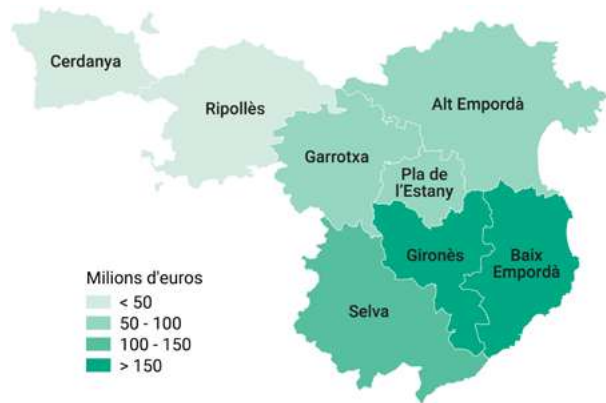 Cerdanya
Ripollès
Alt Empordà
Garrotxa
Pla de
l'Estany
Gironès
Baix
Empordà
Selva
Milions d'euros
< 50
50 - 100
100 - 150
> 150